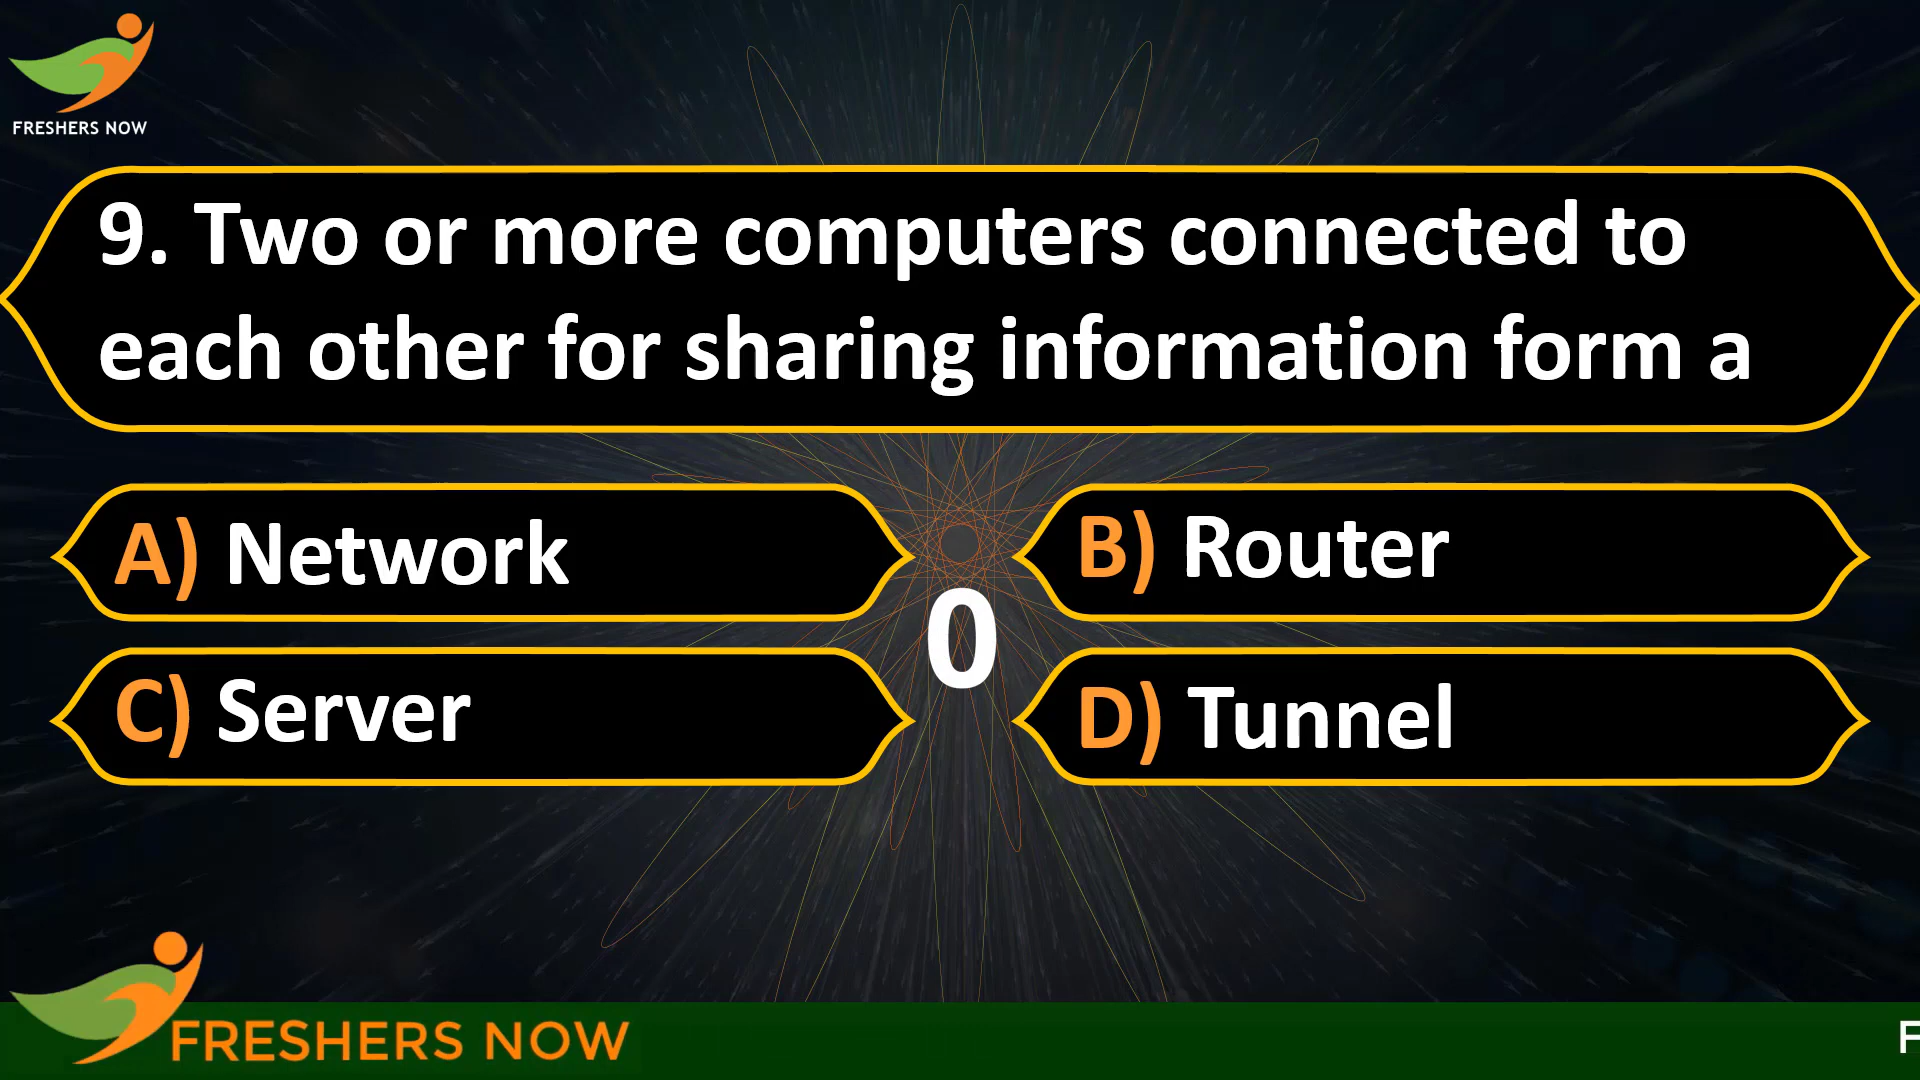 FRESHERS NOW
9. Two or more computers connected to
each other for sharing information form a
A) Network
B) Router
0
C) Server
D) Tunnel
FRESHERS NOW
F